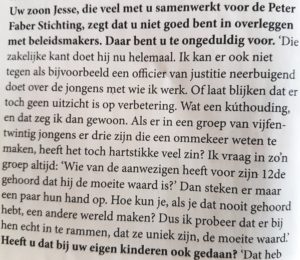 Uw zoon Jesse, die veel met u samenwerkt voor de Peter
Faber Stichting, zegt dat u niet goed bent in overleggen
met beleidsmakers. Daar bent u te ongeduldig voor. 'Die
zakelijke kant doet hij nu helemaal. Ik kan er ook niet
tegen als bijvoorbeeld een officier van justitie neerbuigend
doet over de jongens met wie ik werk. Of laat blijken dat er
toch geen uitzicht is op verbetering. Wat een kúthouding,
en dat zeg ik dan gewoon. Als er in een groep van vijfen-
twintig jongens er drie zijn die een ommekeer weten te
maken, heeft het toch hartstikke veel zin? Ik vraag in zo'n
groep altijd: 'Wie van de aanwezigen heeft voor zijn 12de
gehoord dat hij de moeite waard is?' Dan steken er maar
een paar hun hand op. Hoe kun je, als je dat nooit gehoord
hebt, een andere wereld maken? Dus ik probeer dat er bij
hen echt in te rammen, dat ze uniek zijn, de moeite waard.'
Heeft u dat bij uw eigen kinderen ook gedaan? 'Dat heb